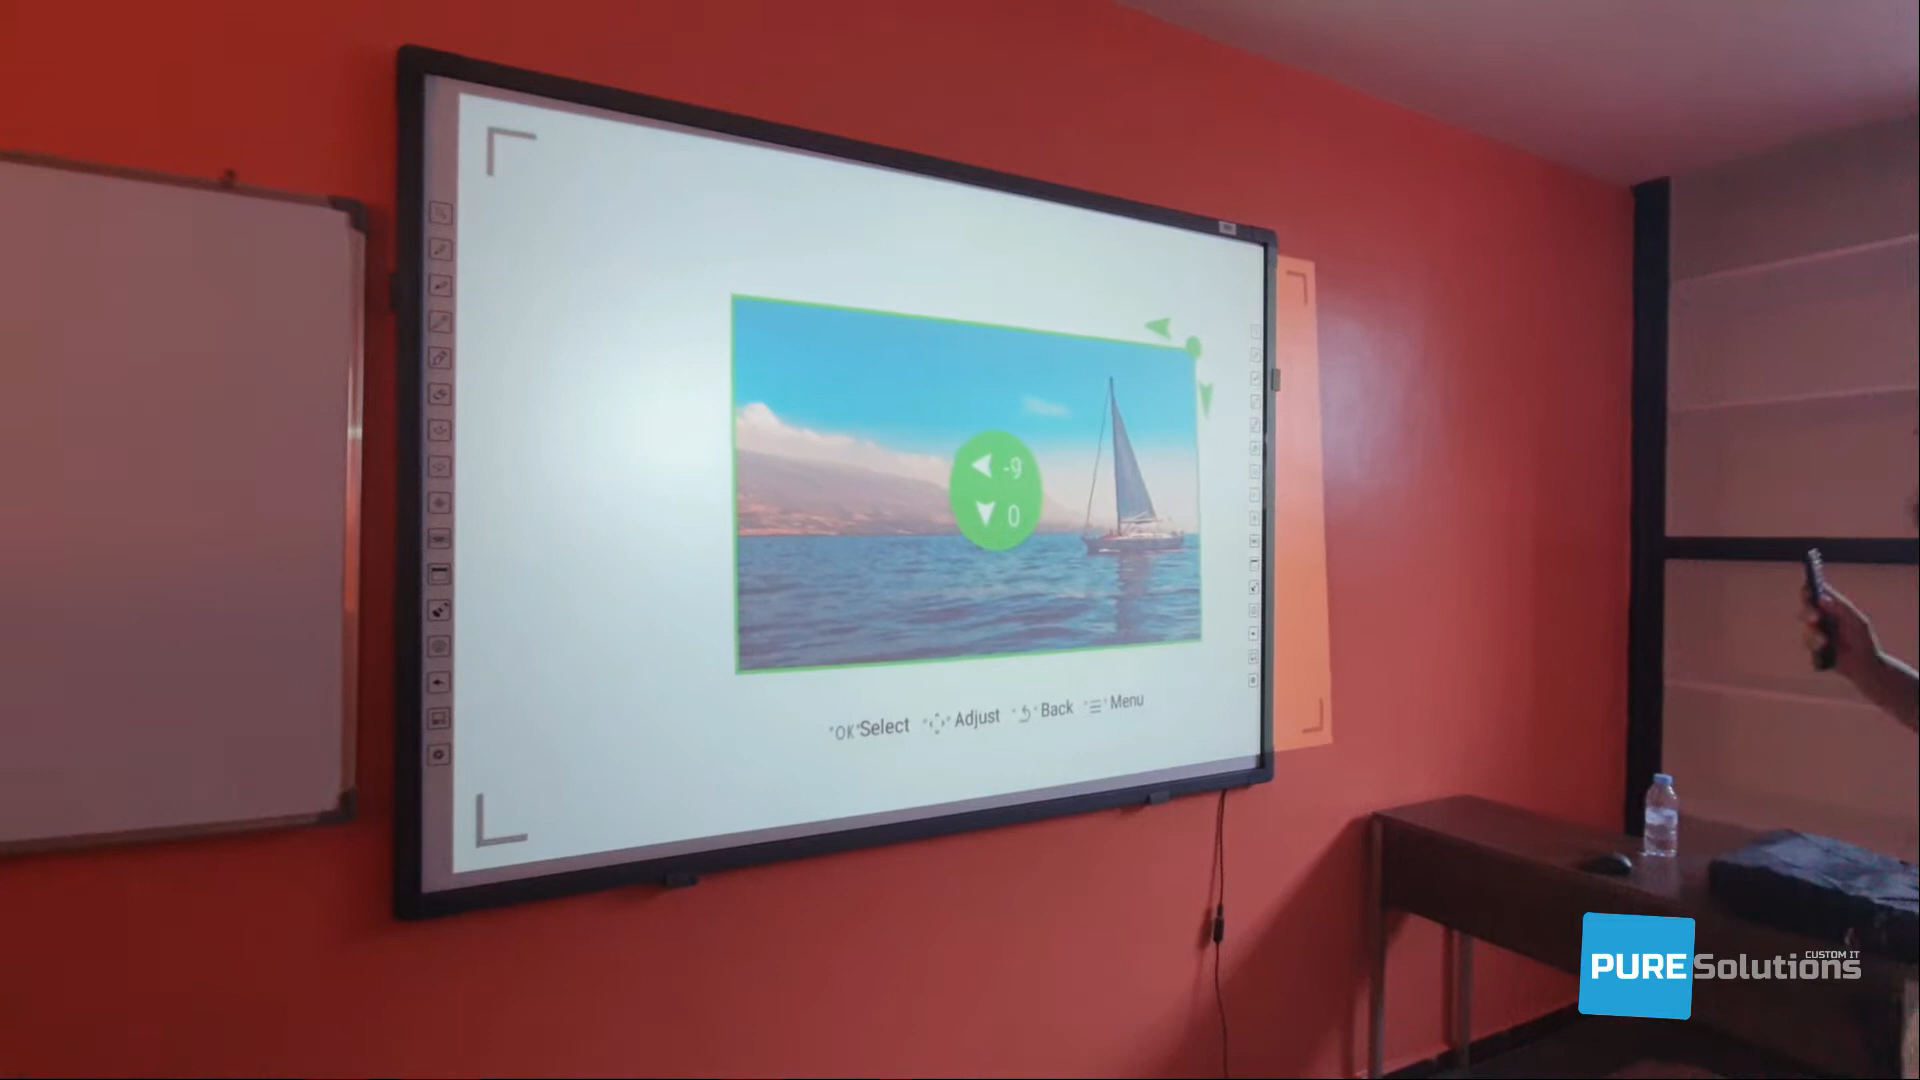 -9
0
"OK"Select "✥" Adjust "↶" Back "☰" Menu
PURE Solutions
CUSTOM IT